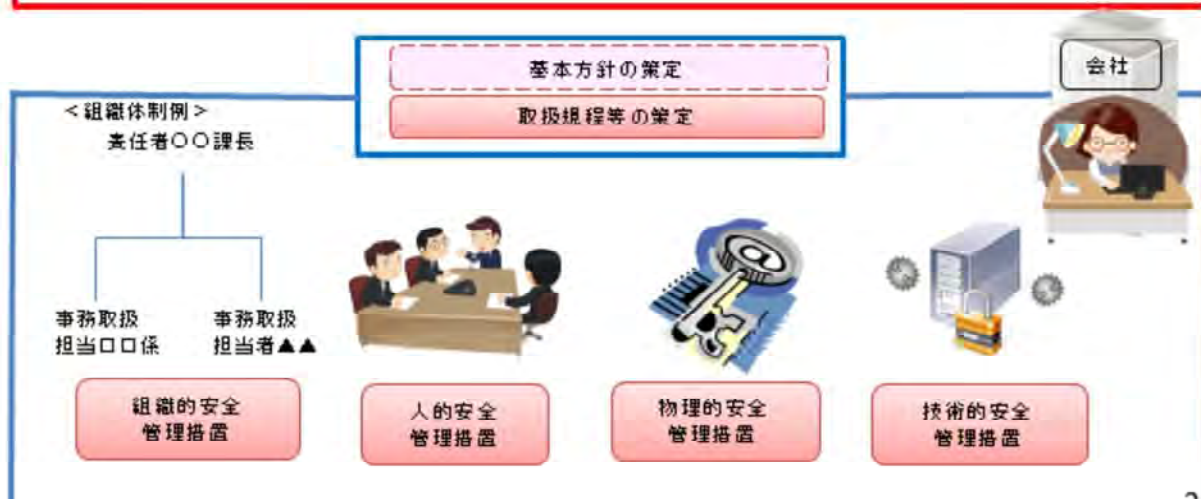 基本方針の策定
取扱規程等の策定
会社
<組織体制例>
責任者〇〇課長
事務取扱
担当□□係
事務取扱
担当者▲▲
組織的安全
管理措置
人的安全
管理措置
物理的安全
管理措置
技術的安全
管理措置